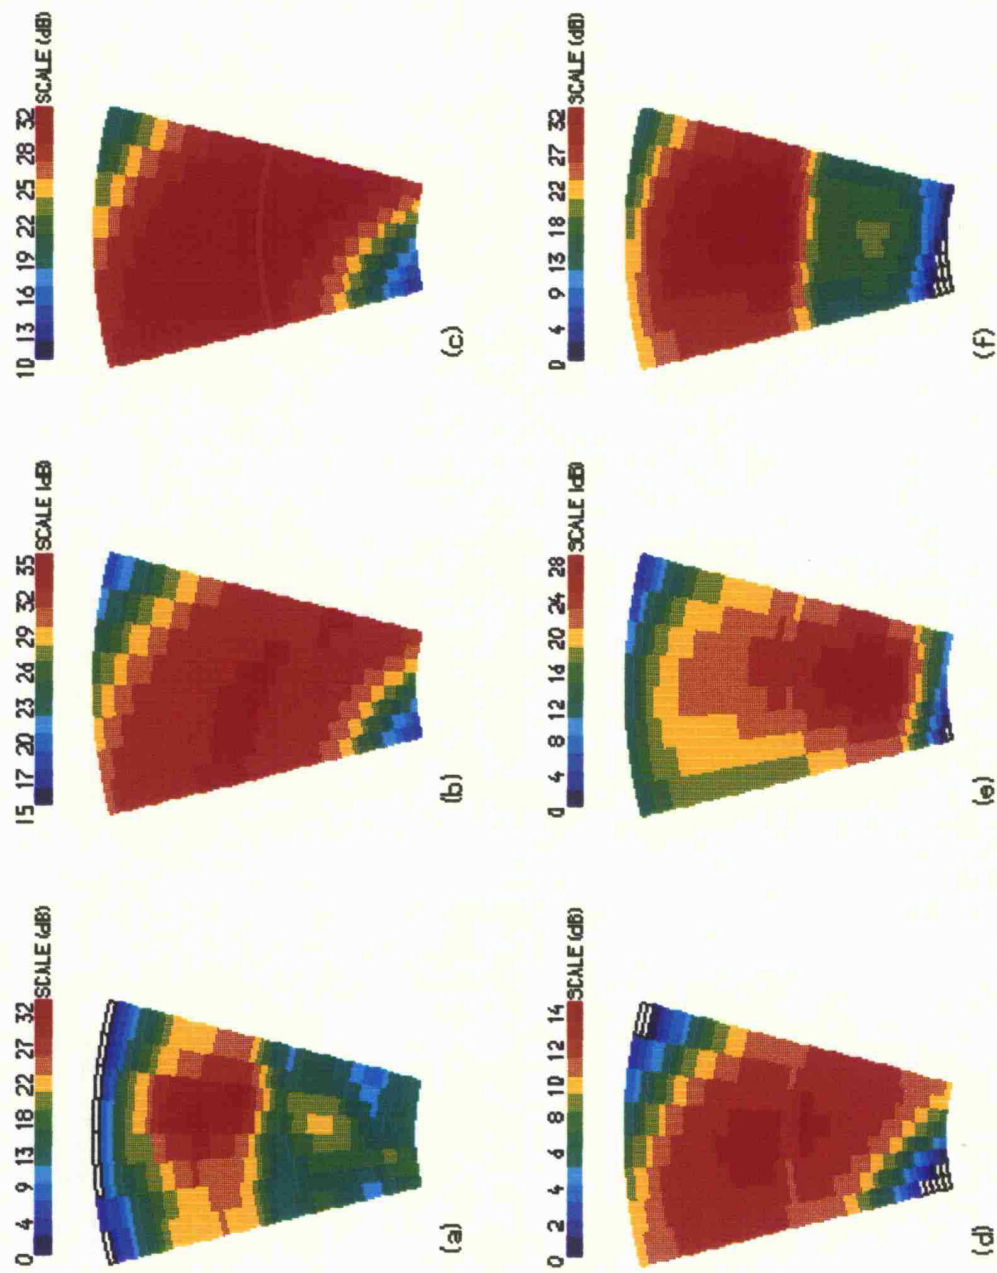 0 4 9 13 18 22 27 32 SCALE (dB)
(a)
15 17 20 23 26 29 32 35 SCALE (dB)
(b)
10 13 16 19 22 25 28 32 SCALE (dB)
(c)
0 2 4 6 8 10 12 14 SCALE (dB)
(d)
0 4 8 12 16 20 24 28 SCALE (dB)
(e)
0 4 9 13 18 22 27 32 SCALE (dB)
(f)